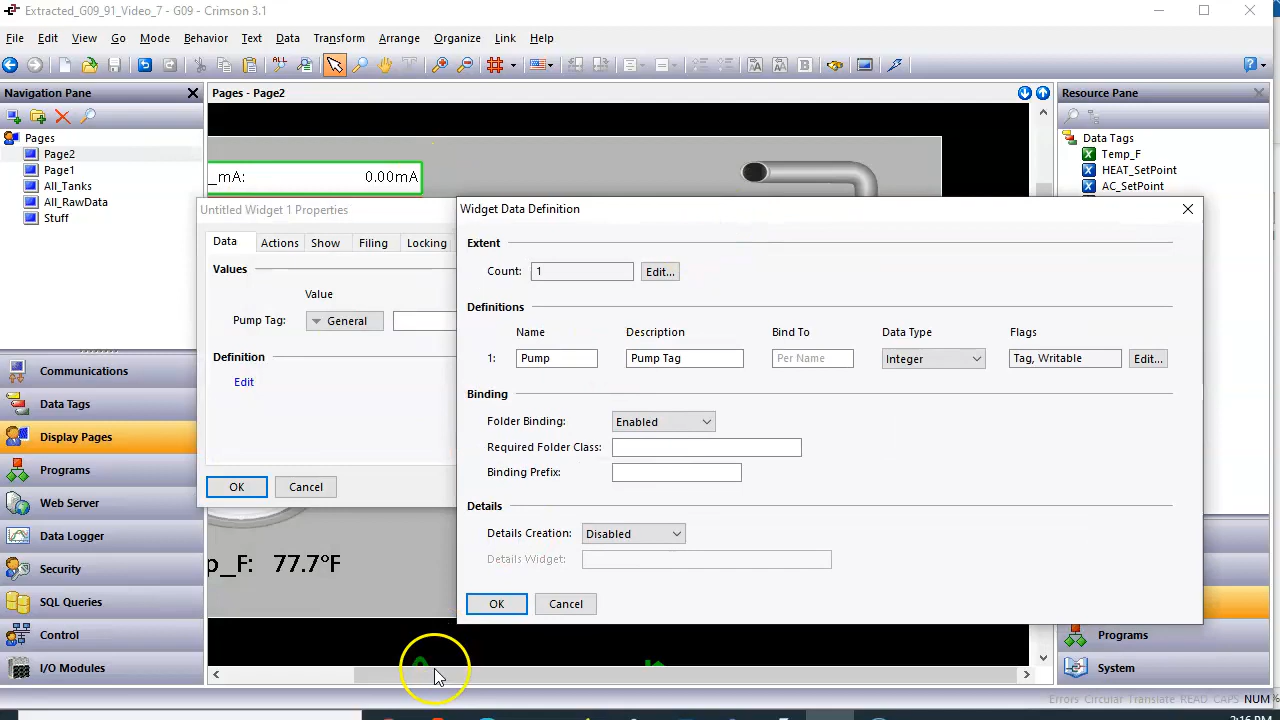 Extracted_G09_91_Video_7 - G09 - Crimson 3.1
File Edit View Go Mode Behavior Text Data Transform Arrange Organize Link Help
ALL
A A B
Navigation Pane
Pages - Page2
Resource Pane
Pages
Page2
Page1
All_Tanks
All_RawData
Stuff
Data Tags
Temp_F
HEAT_SetPoint
AC_SetPoint
_mA: 0.00mA
Untitled Widget 1 Properties
Data Actions Show Filing Locking
Values
Value
Pump Tag: General
Definition
Edit
OK Cancel
Widget Data Definition
Extent
Count: 1 Edit...
Definitions
Name Description Bind To Data Type Flags
1: Pump Pump Tag Per Name Integer Tag, Writable Edit...
Binding
Folder Binding: Enabled
Required Folder Class:
Binding Prefix:
Details
Details Creation: Disabled
Details Widget:
OK Cancel
p_F: 77.7°F
Communications
Data Tags
Display Pages
Programs
Web Server
Data Logger
Security
SQL Queries
Control
I/O Modules
Programs
System
Errors Circular Translate READ CAPS NUM